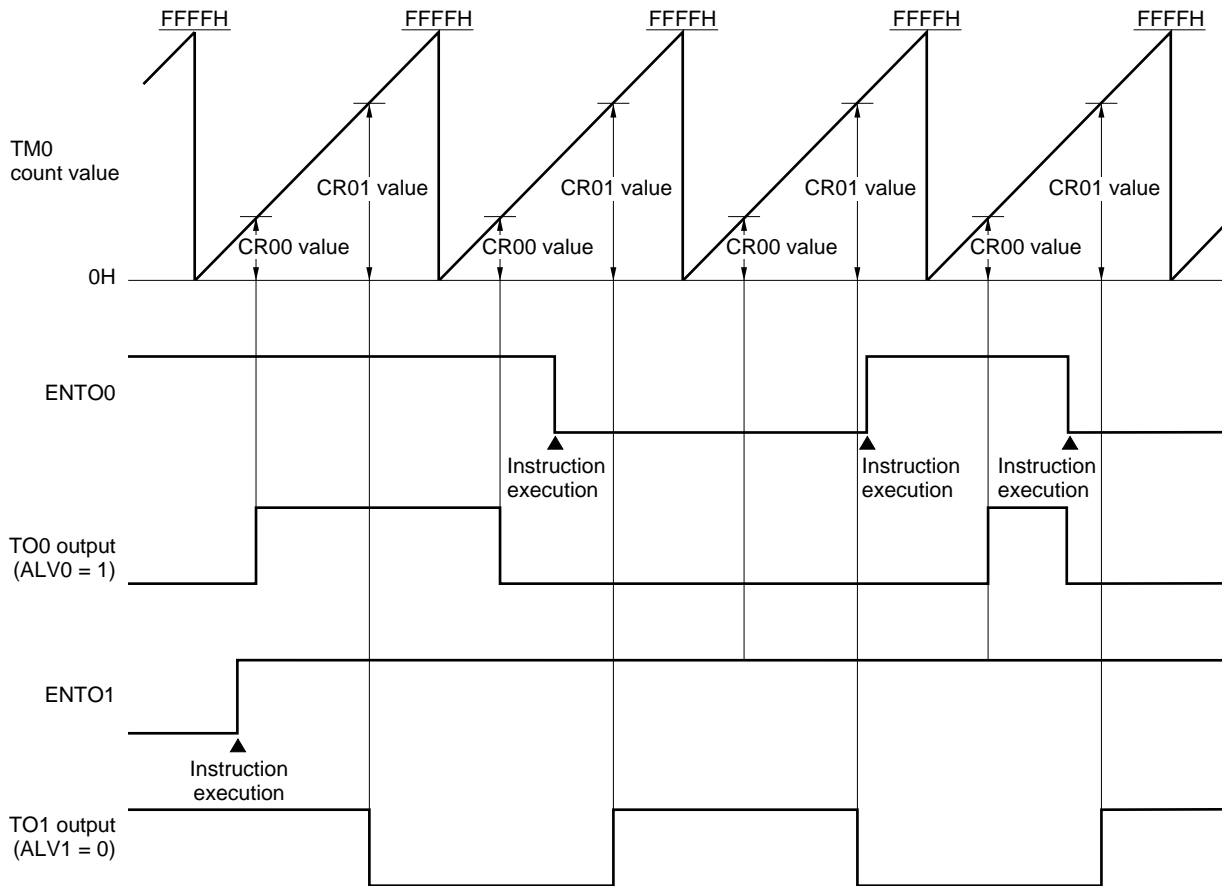 FFFFH FFFFH FFFFH FFFFH FFFFH
TM0
count value
CR01 value CR01 value CR01 value CR01 value
CR00 value CR00 value CR00 value CR00 value
0H
ENTO0
Instruction
execution
Instruction
execution
Instruction
execution
TO0 output
(ALV0 = 1)
ENTO1
Instruction
execution
TO1 output
(ALV1 = 0)